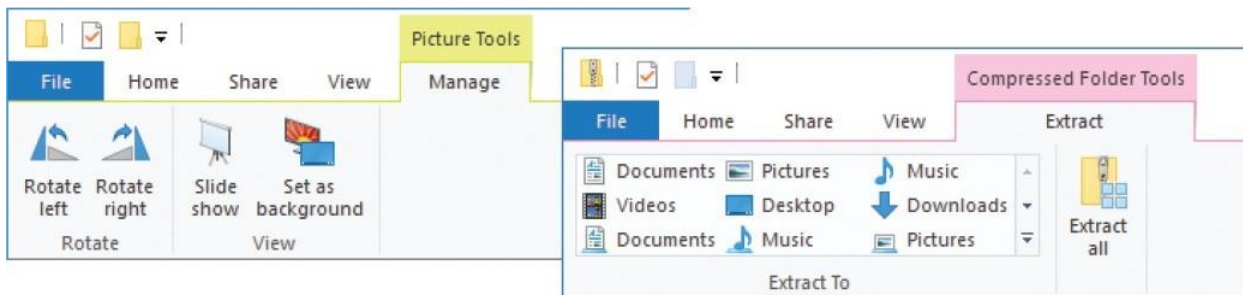 Picture Tools
File Home Share View Manage
Rotate left
Rotate right
Slide show
Set as background
Rotate View
Compressed Folder Tools
File Home Share View Extract
Documents Pictures Music
Videos Desktop Downloads
Documents Music Pictures
Extract all
Extract To